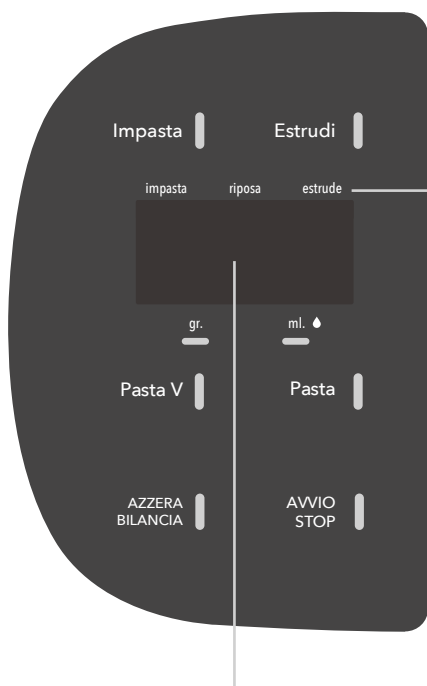 Impasta Estrudi
impasta riposa estrude
gr. ml.
Pasta V Pasta
AZZERA
BILANCIA
AVVIO
STOP